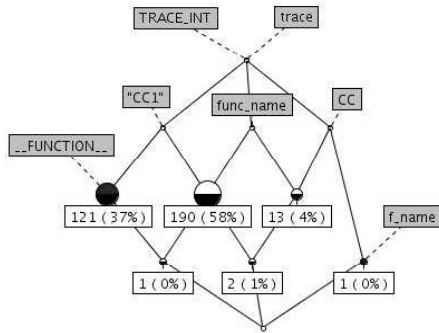 TRACE_INT
trace
"CC1"
func_name
CC
__FUNCTION__
121 ( 37%)
190 ( 58%)
13 ( 4%)
f_name
1 ( 0%)
2 ( 1%)
1 ( 0%)